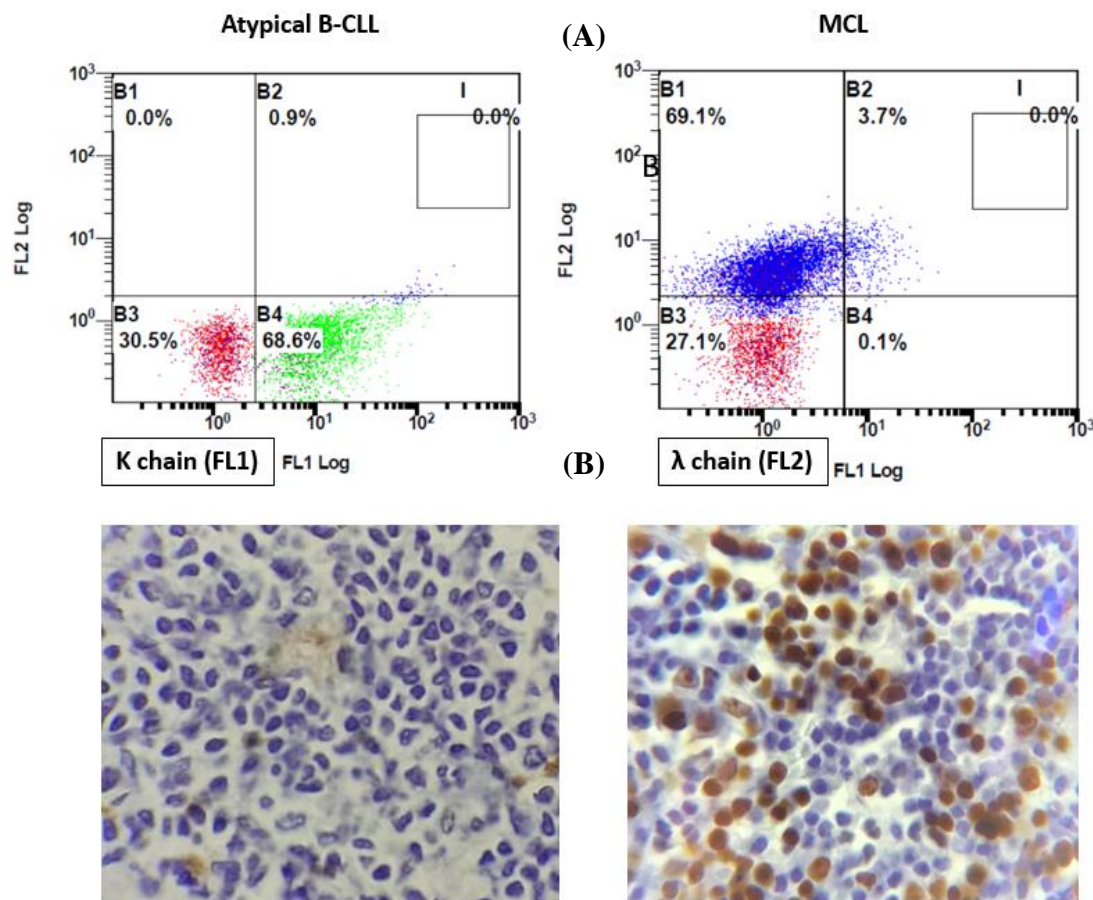 Atypical B-CLL
(A)
MCL
10³
B1
0.0%
B2
0.9%
I
0.0%
10²
FL2 Log
10¹
10⁰
B3
30.5%
B4
68.6%
10⁰
10¹
10²
10³
K chain (FL1)
FL1 Log
10³
B1
69.1%
B2
3.7%
I
0.0%
10²
B
FL2 Log
10¹
10⁰
B3
27.1%
B4
0.1%
10⁰
10¹
10²
10³
(B)
λ chain (FL2)
FL1 Log